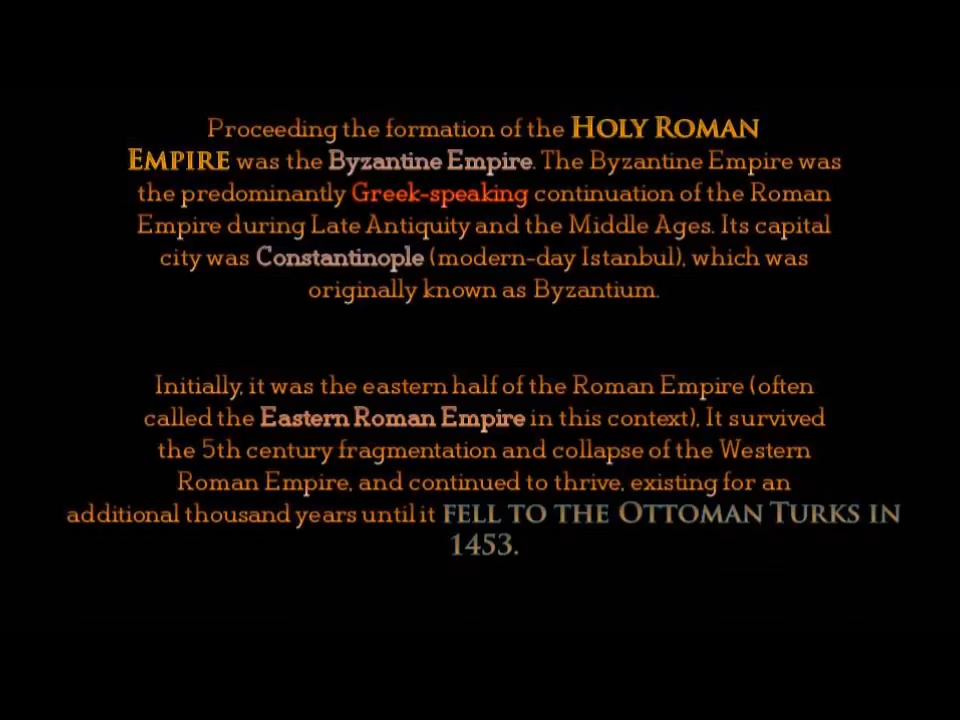 Proceeding the formation of the HOLY ROMAN
EMPIRE was the Byzantine Empire. The Byzantine Empire was
the predominantly Greek-speaking continuation of the Roman
Empire during Late Antiquity and the Middle Ages. Its capital
city was Constantinople (modern-day Istanbul), which was
originally known as Byzantium.
Initially, it was the eastern half of the Roman Empire (often
called the Eastern Roman Empire in this context). It survived
the 5th century fragmentation and collapse of the Western
Roman Empire, and continued to thrive, existing for an
additional thousand years until it FELL TO THE OTTOMAN TURKS IN
1453.